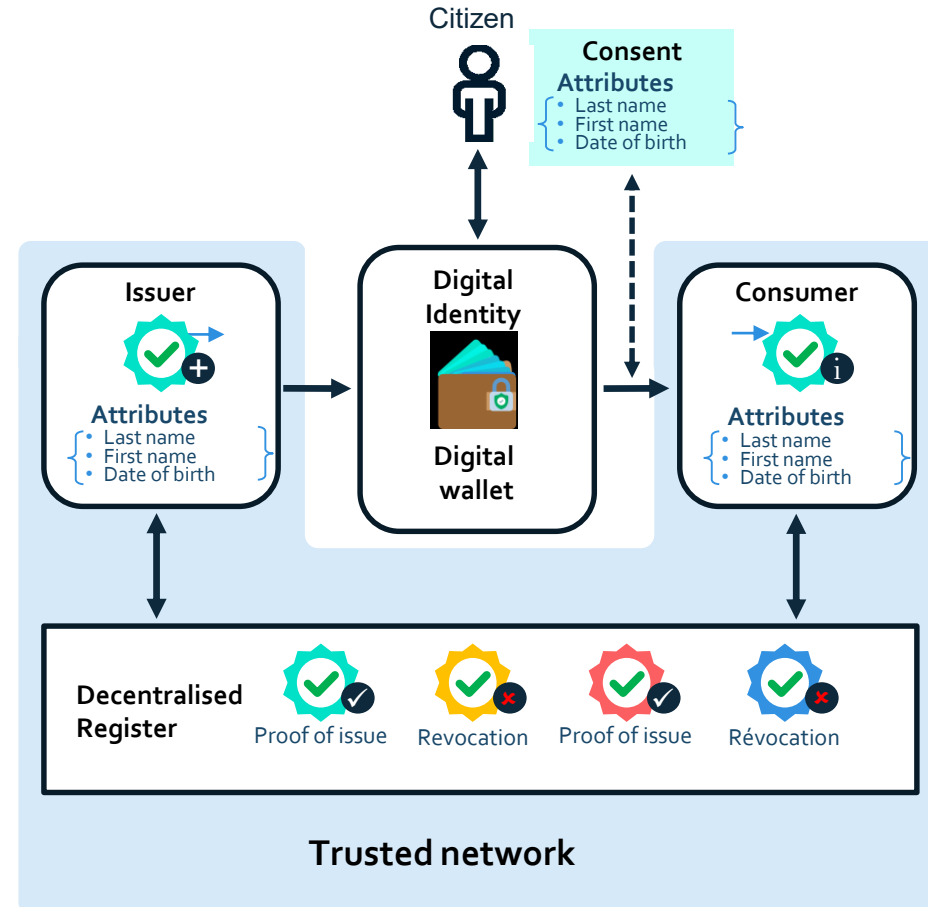 Citizen
Consent
Attributes
• Last name
• First name
• Date of birth
Issuer
Attributes
• Last name
• First name
• Date of birth
Digital
Identity
Digital
wallet
Consumer
i
Attributes
• Last name
• First name
• Date of birth
Decentralised
Register
Proof of issue
Revocation
Proof of issue
Révocation
Trusted network